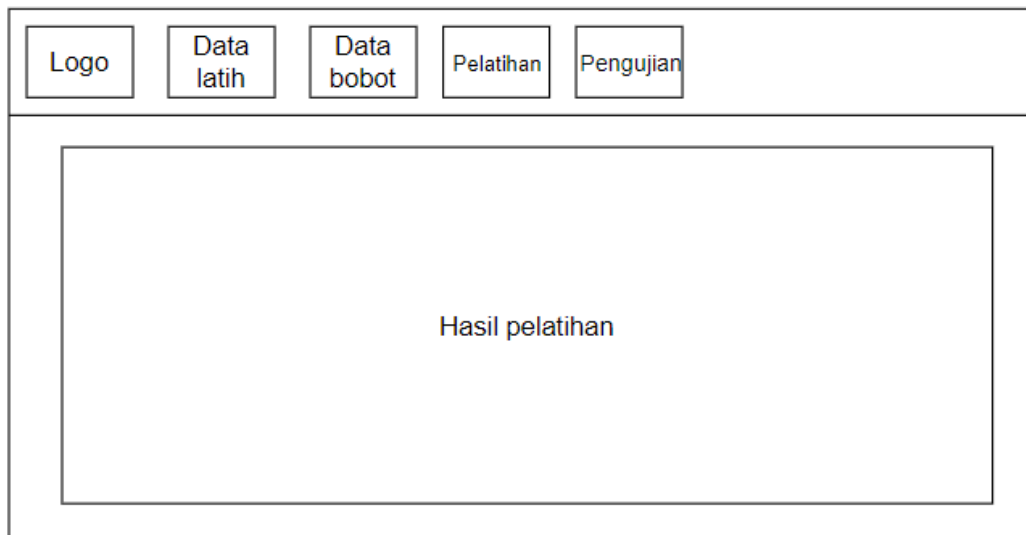 Logo
Data
latih
Data
bobot
Pelatihan
Pengujian
Hasil pelatihan